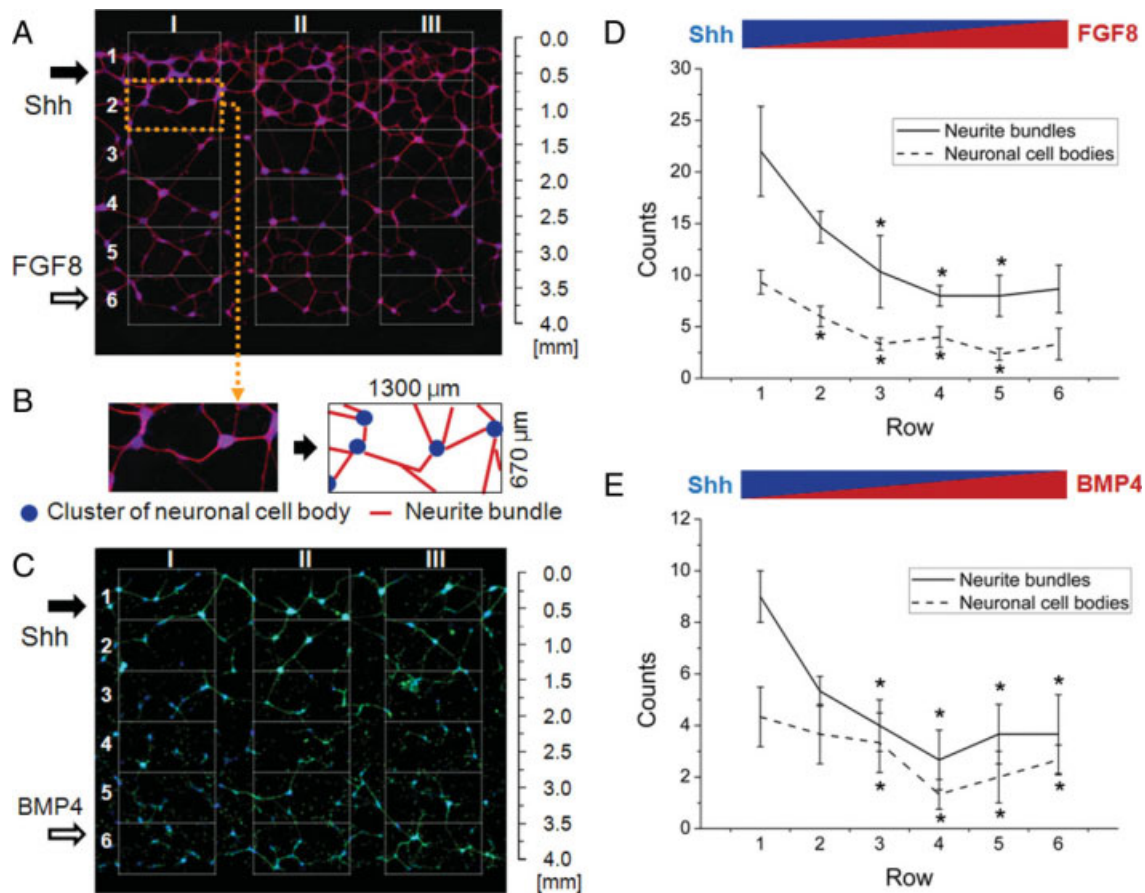 A
I II III
1
2
3
4
5
6
Shh
FGF8
0.0
0.5
1.0
1.5
2.0
2.5
3.0
3.5
4.0
[mm]
B
1300 µm
670 µm
Cluster of neuronal cell body Neurite bundle
C
I II III
1
2
3
4
5
6
Shh
BMP4
0.0
0.5
1.0
1.5
2.0
2.5
3.0
3.5
4.0
[mm]
D
Shh FGF8
30
25
20
15
10
5
0
Counts
Neurite bundles
Neuronal cell bodies
* * *
* * * *
1 2 3 4 5 6
Row
E
Shh BMP4
12
10
8
6
4
2
0
Counts
Neurite bundles
Neuronal cell bodies
* * * *
* * * *
1 2 3 4 5 6
Row